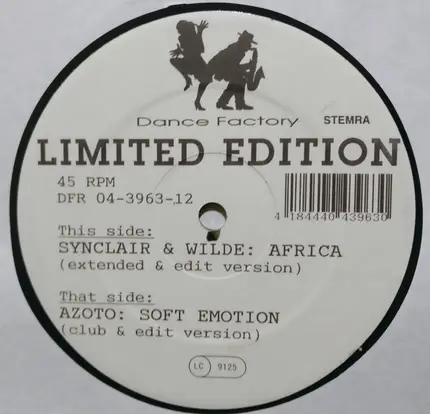 Dance Factory STEMRA
LIMITED EDITION
45 RPM
DFR 04-3963-12
4 184440 439630
This side:
SYNCLAIR & WILDE: AFRICA
(extended & edit version)
That side:
AZOTO: SOFT EMOTION
(club & edit version)
LC 9125